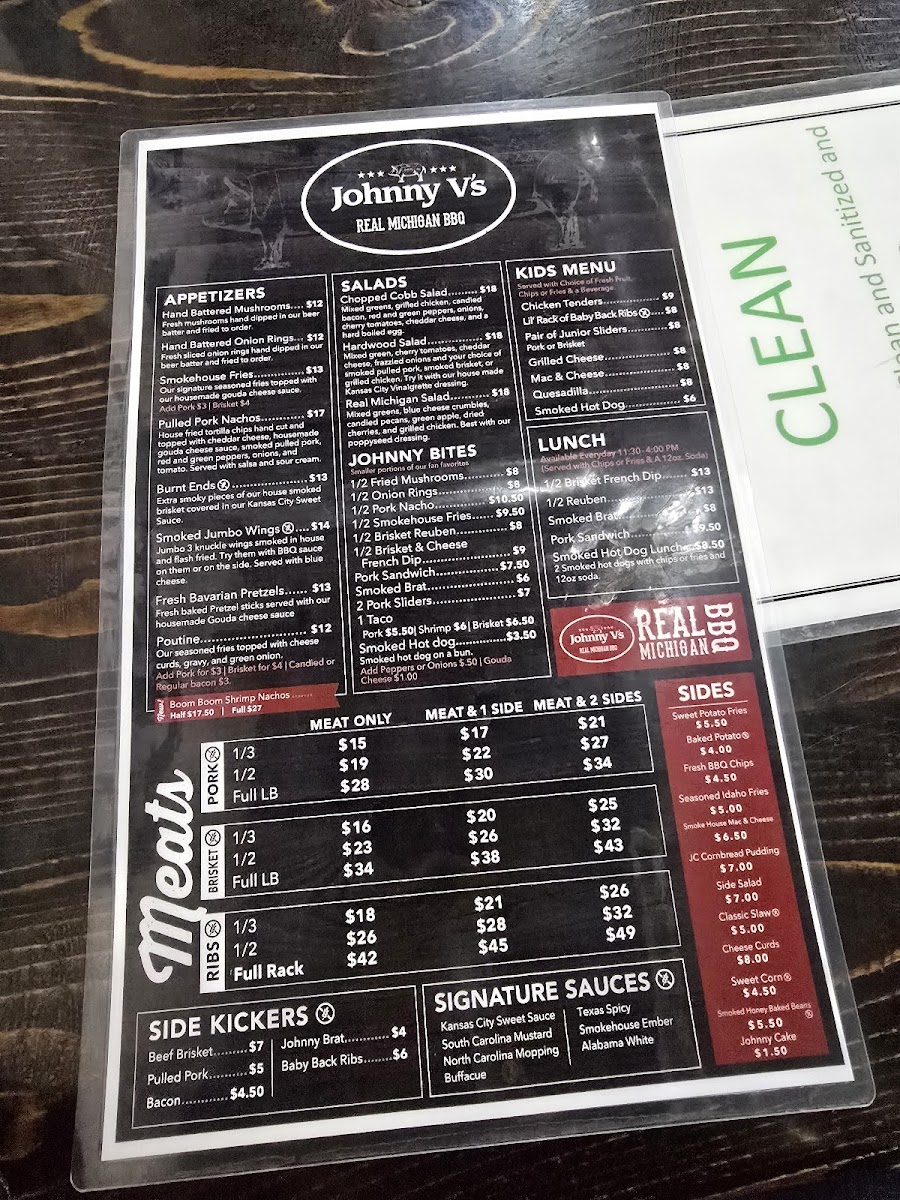 Johnny V's
REAL MICHIGAN BBQ
APPETIZERS
Hand Battered Mushrooms.... $12
Fresh mushrooms hand dipped in our beer
batter and fried to order.
Hand Battered Onion Rings... $12
Fresh sliced onion rings hand dipped in our
beer batter and fried to order.
Smokehouse Fries............... $13
Our signature seasoned fries topped with
our housemade gouda cheese sauce.
Add Pork $3 | Brisket $4
Pulled Pork Nachos............. $17
House fried tortilla chips hand cut and
topped with cheddar cheese, housemade
gouda cheese sauce, smoked pulled pork,
red and green peppers, onions, and
tomato. Served with salsa and sour cream.
Burnt Ends .................... $13
Extra smoky pieces of our house smoked
brisket covered in our Kansas City Sweet
Sauce.
Smoked Jumbo Wings .... $14
Jumbo 3 knuckle wings smoked in house
and flash fried. Try them with BBQ sauce
on them or on the side. Served with blue
cheese.
Fresh Bavarian Pretzels...... $13
Fresh baked Pretzel sticks served with our
housemade Gouda cheese sauce
Poutine............................ $12
Our seasoned fries topped with cheese
curds, gravy, and green onion.
Add Pork for $3 | Brisket for $4 | Candied or
Regular bacon $3.
New!
Boom Boom Shrimp Nachos
Half $17.50 | Full $27
SALADS
Chopped Cobb Salad......... $18
Mixed greens, grilled chicken, candied
bacon, red and green peppers, onions,
cherry tomatoes, cheddar cheese, and a
hard boiled egg.
Hardwood Salad................ $18
Mixed green, cherry tomatoes, cheddar
cheese, frazzled onions and your choice of
smoked pulled pork, smoked brisket, or
grilled chicken. Try it with our house made
Kansas City Vinaigrette dressing.
Real Michigan Salad........... $18
Mixed greens, blue cheese crumbles,
candied pecans, green apple, dried
cherries, and grilled chicken. Best with our
poppyseed dressing.
JOHNNY BITES
Smaller portions of our fan favorites
1/2 Fried Mushrooms.......... $8
1/2 Onion Rings................. $8
1/2 Pork Nacho............. $10.50
1/2 Smokehouse Fries...... $9.50
1/2 Brisket Reuben............. $8
1/2 Brisket & Cheese
French Dip.................... $9
Pork Sandwich................ $7.50
Smoked Brat.................... $6
2 Pork Sliders.................. $7
1 Taco
Pork $5.50| Shrimp $6| Brisket $6.50
Smoked Hot dog.............. $3.50
Smoked hot dog on a bun.
Add Peppers or Onions $.50 | Gouda
Cheese $1.00
KIDS MENU
Served with Choice of Fresh Fruit,
Chips or Fries & a Beverage.
Chicken Tenders............... $9
Lil' Rack of Baby Back Ribs .... $8
Pair of Junior Sliders.......... $8
Pork or Brisket
Grilled Cheese.................. $8
Mac & Cheese................... $8
Quesadilla....................... $8
Smoked Hot Dog............... $6
LUNCH
Available Everyday 11:30- 4:00 PM
(Served with Chips or Fries & A 12oz. Soda)
1/2 Brisket French Dip...... $13
1/2 Reuben..................... $13
Smoked Brat................... $8
Pork Sandwich................ $9.50
Smoked Hot Dog Lunch... $8.50
2 Smoked hot dogs with chips or fries and
12oz soda.
Johnny V's
REAL MICHIGAN BBQ
REAL
MICHIGAN
BBQ
Meats
MEAT ONLY MEAT & 1 SIDE MEAT & 2 SIDES
PORK
1/3 $15 $17 $21
1/2 $19 $22 $27
Full LB $28 $30 $34
BRISKET
1/3 $16 $20 $25
1/2 $23 $26 $32
Full LB $34 $38 $43
RIBS
1/3 $18 $21 $26
1/2 $26 $28 $32
Full Rack $42 $45 $49
SIDES
Sweet Potato Fries
$5.50
Baked Potato
$4.00
Fresh BBQ Chips
$4.50
Seasoned Idaho Fries
$5.00
Smoke House Mac & Cheese
$6.50
JC Cornbread Pudding
$7.00
Side Salad
$7.00
Classic Slaw
$5.00
Cheese Curds
$8.00
Sweet Corn
$4.50
Smoked Honey Baked Beans
$5.50
Johnny Cake
$1.50
SIDE KICKERS
Beef Brisket......... $7
Pulled Pork.......... $5
Bacon............. $4.50
Johnny Brat............. $4
Baby Back Ribs....... $6
SIGNATURE SAUCES
Kansas City Sweet Sauce
South Carolina Mustard
North Carolina Mopping
Buffacue
Texas Spicy
Smokehouse Ember
Alabama White
CLEAN
clean and Sanitized and